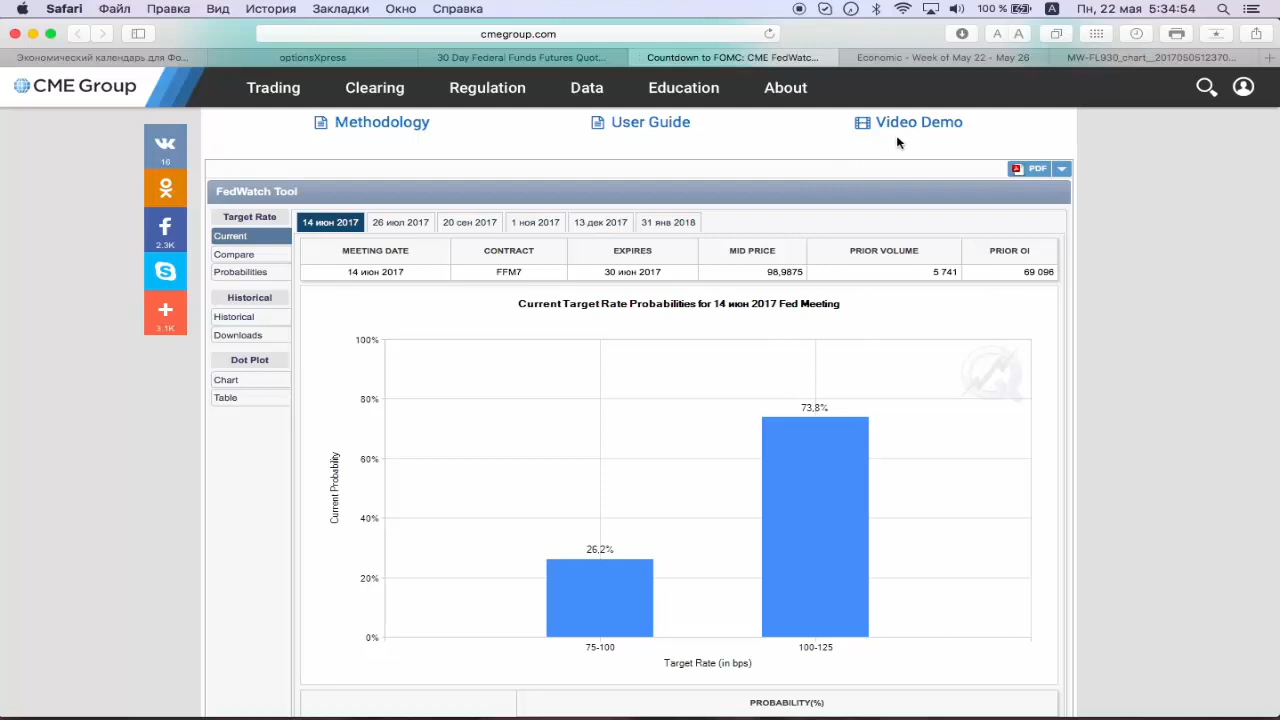 Safari Файл Правка Вид История Закладки Окно Справка 100 % A Пн, 22 мая 5:34:54
cmegroup.com A A
Экономический календарь для Фо... optionsXpress 30 Day Federal Funds Futures Quot... Countdown to FOMC: CME FedWatc... Economic - Week of May 22 - May 26 MW-FL930_chart__2017050512370...
CME Group Trading Clearing Regulation Data Education About
Methodology User Guide Video Demo
16
2.3K
3.1K
PDF
FedWatch Tool
Target Rate
Current
Compare
Probabilities
Historical
Historical
Downloads
Dot Plot
Chart
Table
14 июн 2017 26 июл 2017 20 сен 2017 1 ноя 2017 13 дек 2017 31 янв 2018
MEETING DATE CONTRACT EXPIRES MID PRICE PRIOR VOLUME PRIOR OI
14 июн 2017 FFM7 30 июн 2017 98,9875 5 741 69 096
Current Target Rate Probabilities for 14 июн 2017 Fed Meeting
100%
80%
60%
40%
20%
0%
Current Probability
73,8%
26,2%
75-100 100-125
Target Rate (in bps)
PROBABILITY(%)